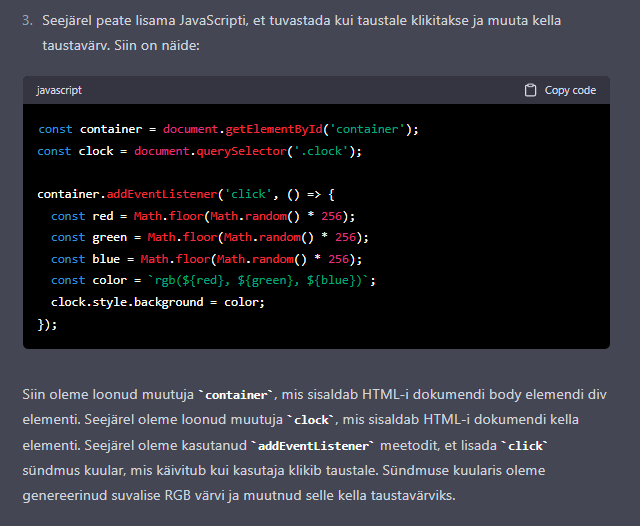 3. Seejärel peate lisama JavaScripti, et tuvastada kui taustale klikitakse ja muuta kella
taustavärv. Siin on näide:
javascript Copy code
const container = document.getElementById('container');
const clock = document.querySelector('.clock');
container.addEventListener('click', () => {
  const red = Math.floor(Math.random() * 256);
  const green = Math.floor(Math.random() * 256);
  const blue = Math.floor(Math.random() * 256);
  const color = `rgb(${red}, ${green}, ${blue})`;
  clock.style.background = color;
});
Siin oleme loonud muutuja `container`, mis sisaldab HTML-i dokumendi body elemendi div
elementi. Seejärel oleme loonud muutuja `clock`, mis sisaldab HTML-i dokumendi kella
elementi. Seejärel oleme kasutanud `addEventListener` meetodit, et lisada `click`
sündmus kuular, mis käivitub kui kasutaja klikib taustale. Sündmuse kuularis oleme
genereerinud suvalise RGB värvi ja muutnud selle kella taustavärviks.